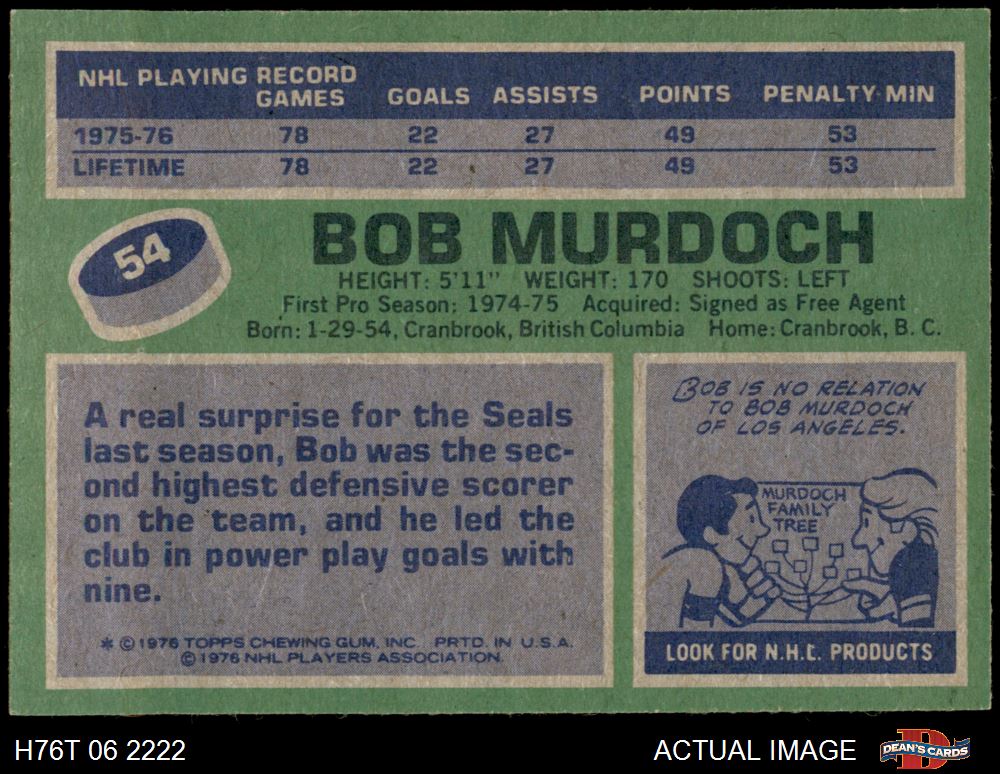 NHL PLAYING RECORD
GAMES GOALS ASSISTS POINTS PENALTY MIN
1975-76 78 22 27 49 53
LIFETIME 78 22 27 49 53
54
BOB MURDOCH
HEIGHT: 5'11" WEIGHT: 170 SHOOTS: LEFT
First Pro Season: 1974-75 Acquired: Signed as Free Agent
Born: 1-29-54, Cranbrook, British Columbia Home: Cranbrook, B. C.
A real surprise for the Seals
last season, Bob was the sec-
ond highest defensive scorer
on the team, and he led the
club in power play goals with
nine.
* © 1976 TOPPS CHEWING GUM, INC. PRTD. IN U.S.A.
© 1976 NHL PLAYERS ASSOCIATION.
BOB IS NO RELATION
TO BOB MURDOCH
OF LOS ANGELES.
MURDOCH
FAMILY
TREE
LOOK FOR N.H.L. PRODUCTS
H76T 06 2222
ACTUAL IMAGE
DEAN'S CARDS